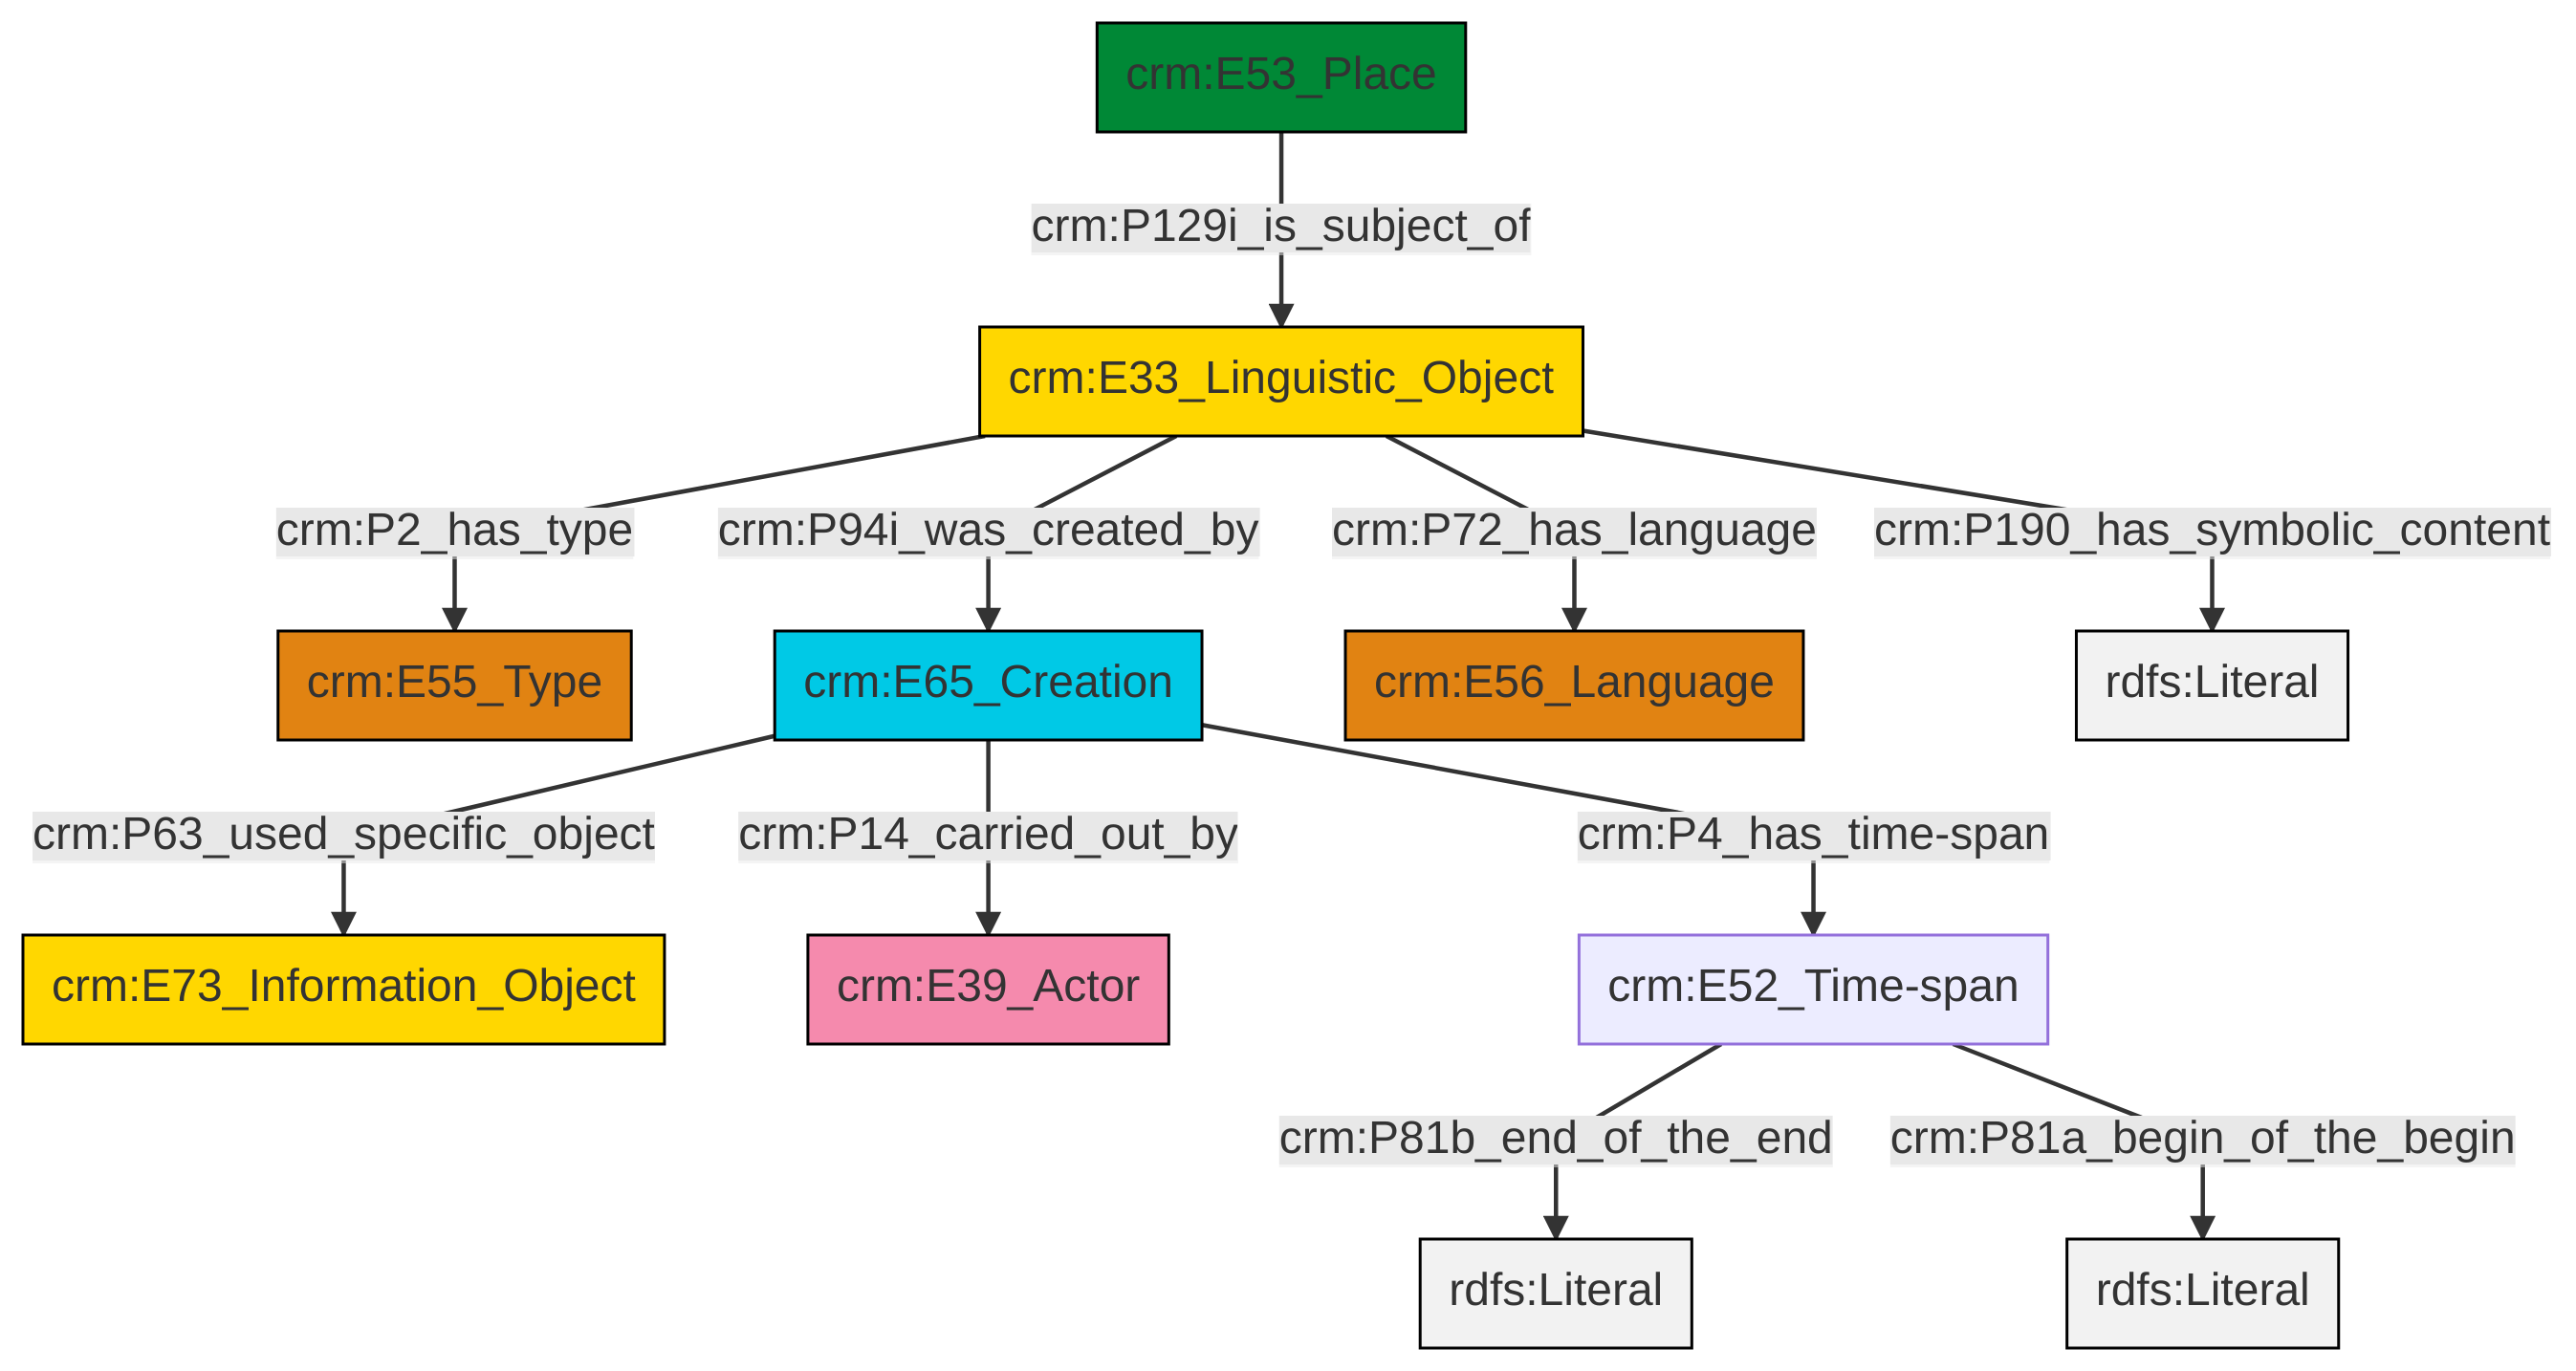 crm:E53_Place
crm:P129i_is_subject_of
crm:E33_Linguistic_Object
crm:P2_has_type
crm:P94i_was_created_by
crm:P72_has_language
crm:P190_has_symbolic_content
crm:E55_Type
crm:E65_Creation
crm:E56_Language
rdfs:Literal
crm:P63_used_specific_object
crm:P14_carried_out_by
crm:P4_has_time-span
crm:E73_Information_Object
crm:E39_Actor
crm:E52_Time-span
crm:P81b_end_of_the_end
crm:P81a_begin_of_the_begin
rdfs:Literal
rdfs:Literal